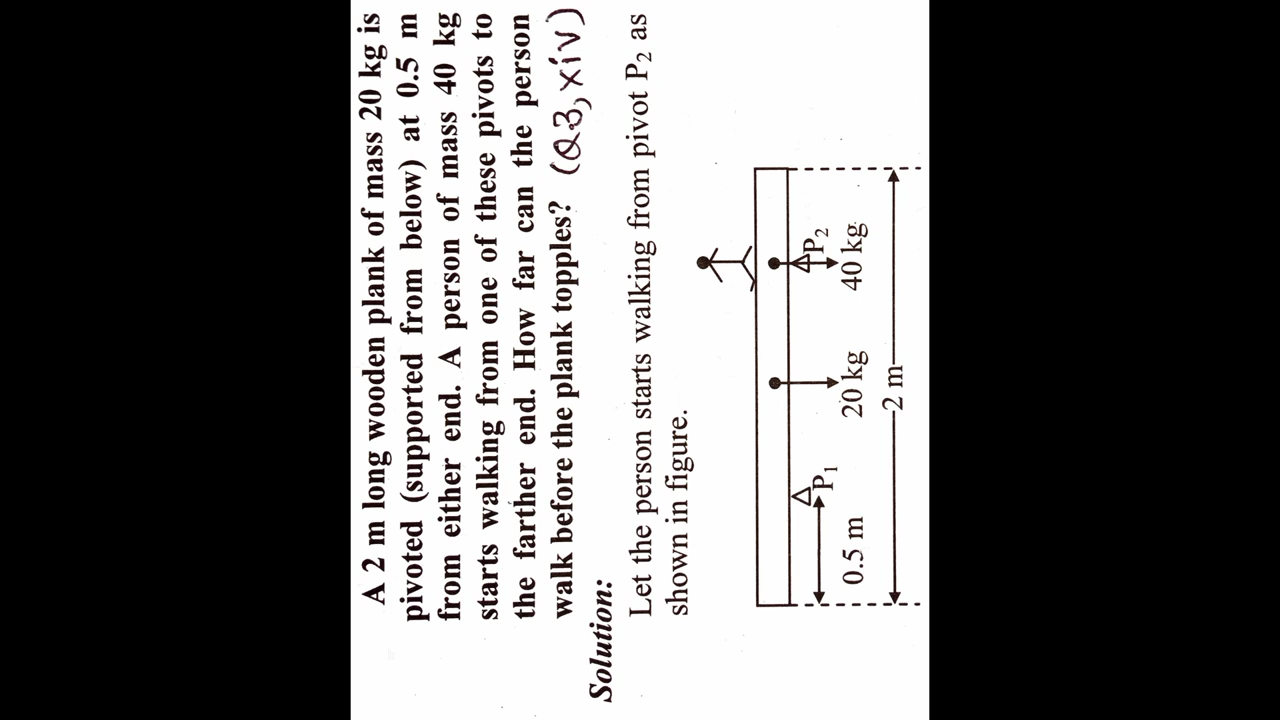 A 2 m long wooden plank of mass 20 kg is
pivoted (supported from below) at 0.5 m
from either end. A person of mass 40 kg
starts walking from one of these pivots to
the farther end. How far can the person
walk before the plank topples? (Q3, xiv)
Solution:
Let the person starts walking from pivot P₂ as
shown in figure.
P₁
P₂
0.5 m
20 kg
40 kg
2 m